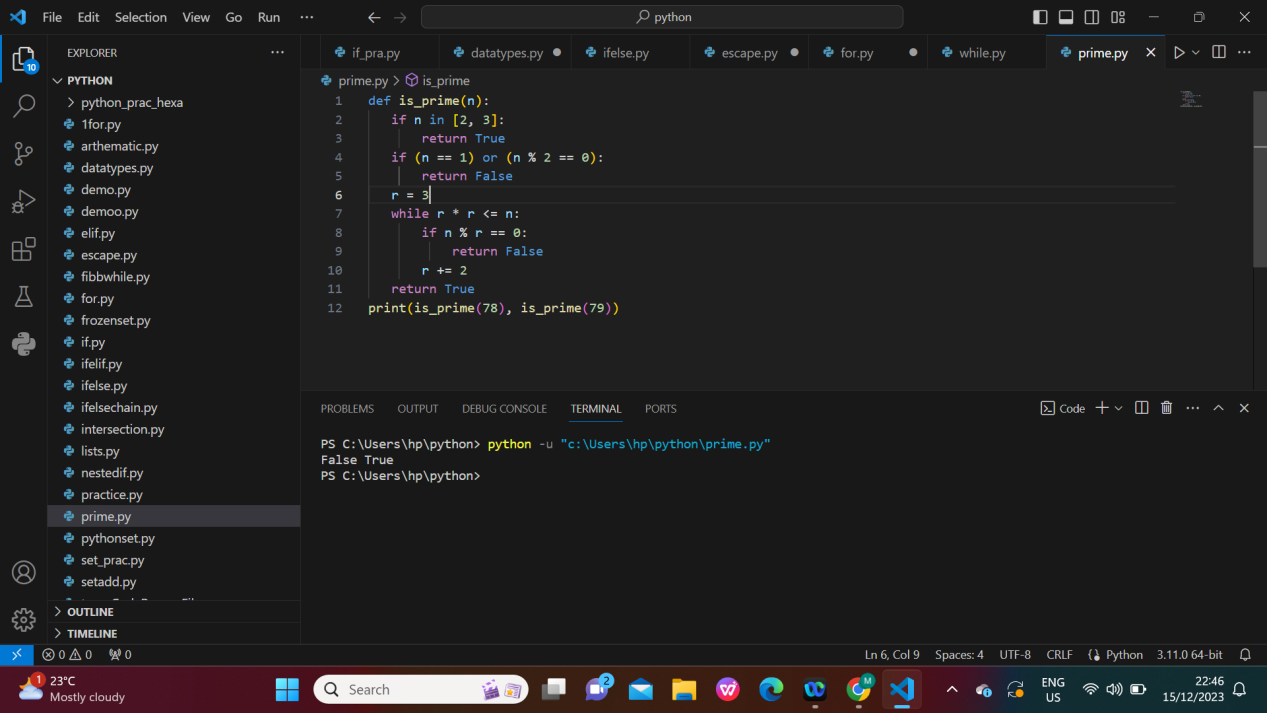 File Edit Selection View Go Run ··· python
EXPLORER
PYTHON
python_prac_hexa
1for.py
arthematic.py
datatypes.py
demo.py
demoo.py
elif.py
escape.py
fibbwhile.py
for.py
frozenset.py
if.py
ifelif.py
ifelse.py
ifelsechain.py
intersection.py
lists.py
nestedif.py
practice.py
prime.py
pythonset.py
set_prac.py
setadd.py
OUTLINE
TIMELINE
10
if_pra.py datatypes.py ifelse.py escape.py for.py while.py prime.py
prime.py > is_prime
1 def is_prime(n):
2 if n in [2, 3]:
3 return True
4 if (n == 1) or (n % 2 == 0):
5 return False
6 r = 3
7 while r * r <= n:
8 if n % r == 0:
9 return False
10 r += 2
11 return True
12 print(is_prime(78), is_prime(79))
PROBLEMS OUTPUT DEBUG CONSOLE TERMINAL PORTS Code
PS C:\Users\hp\python> python -u "c:\Users\hp\python\prime.py"
False True
PS C:\Users\hp\python>
0 0 0 Ln 6, Col 9 Spaces: 4 UTF-8 CRLF Python 3.11.0 64-bit
1 23°C
Mostly cloudy
Search
2
M
ENG
US
22:46
15/12/2023